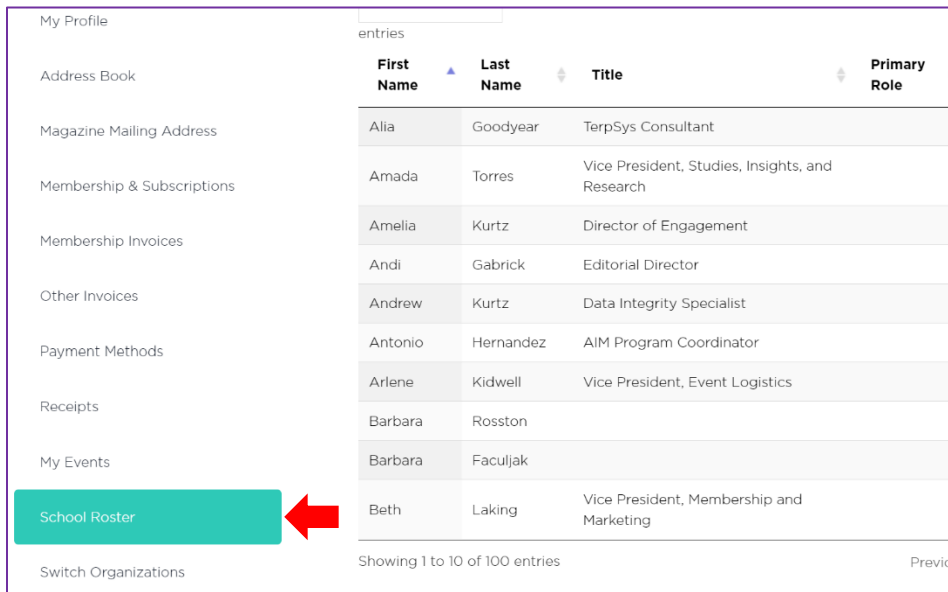 My Profile
Address Book
Magazine Mailing Address
Membership & Subscriptions
Membership Invoices
Other Invoices
Payment Methods
Receipts
My Events
School Roster
Switch Organizations
entries
First Name Last Name Title Primary Role
Alia Goodyear TerpSys Consultant
Amada Torres Vice President, Studies, Insights, and
Research
Amelia Kurtz Director of Engagement
Andi Gabrick Editorial Director
Andrew Kurtz Data Integrity Specialist
Antonio Hernandez AIM Program Coordinator
Arlene Kidwell Vice President, Event Logistics
Barbara Rosston
Barbara Faculjak
Beth Laking Vice President, Membership and
Marketing
Showing 1 to 10 of 100 entries
Previo